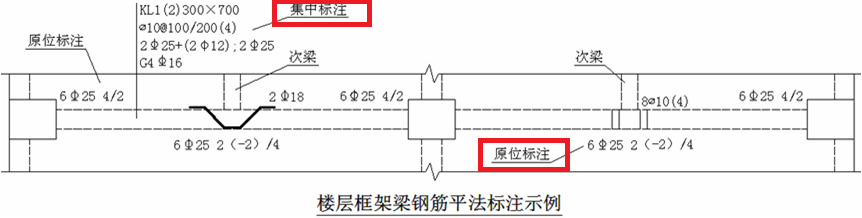 KL1(2)300×700
集中标注
⌀10@100/200(4)
2Φ25+(2Φ12);2Φ25
G4Φ16
原位标注
次梁
次梁
6Φ25 4/2
2Φ18
6Φ25 4/2
8⌀10(4)
6Φ25 4/2
6Φ25 2(-2)/4
原位标注
6Φ25 2(-2)/4
楼层框架梁钢筋平法标注示例